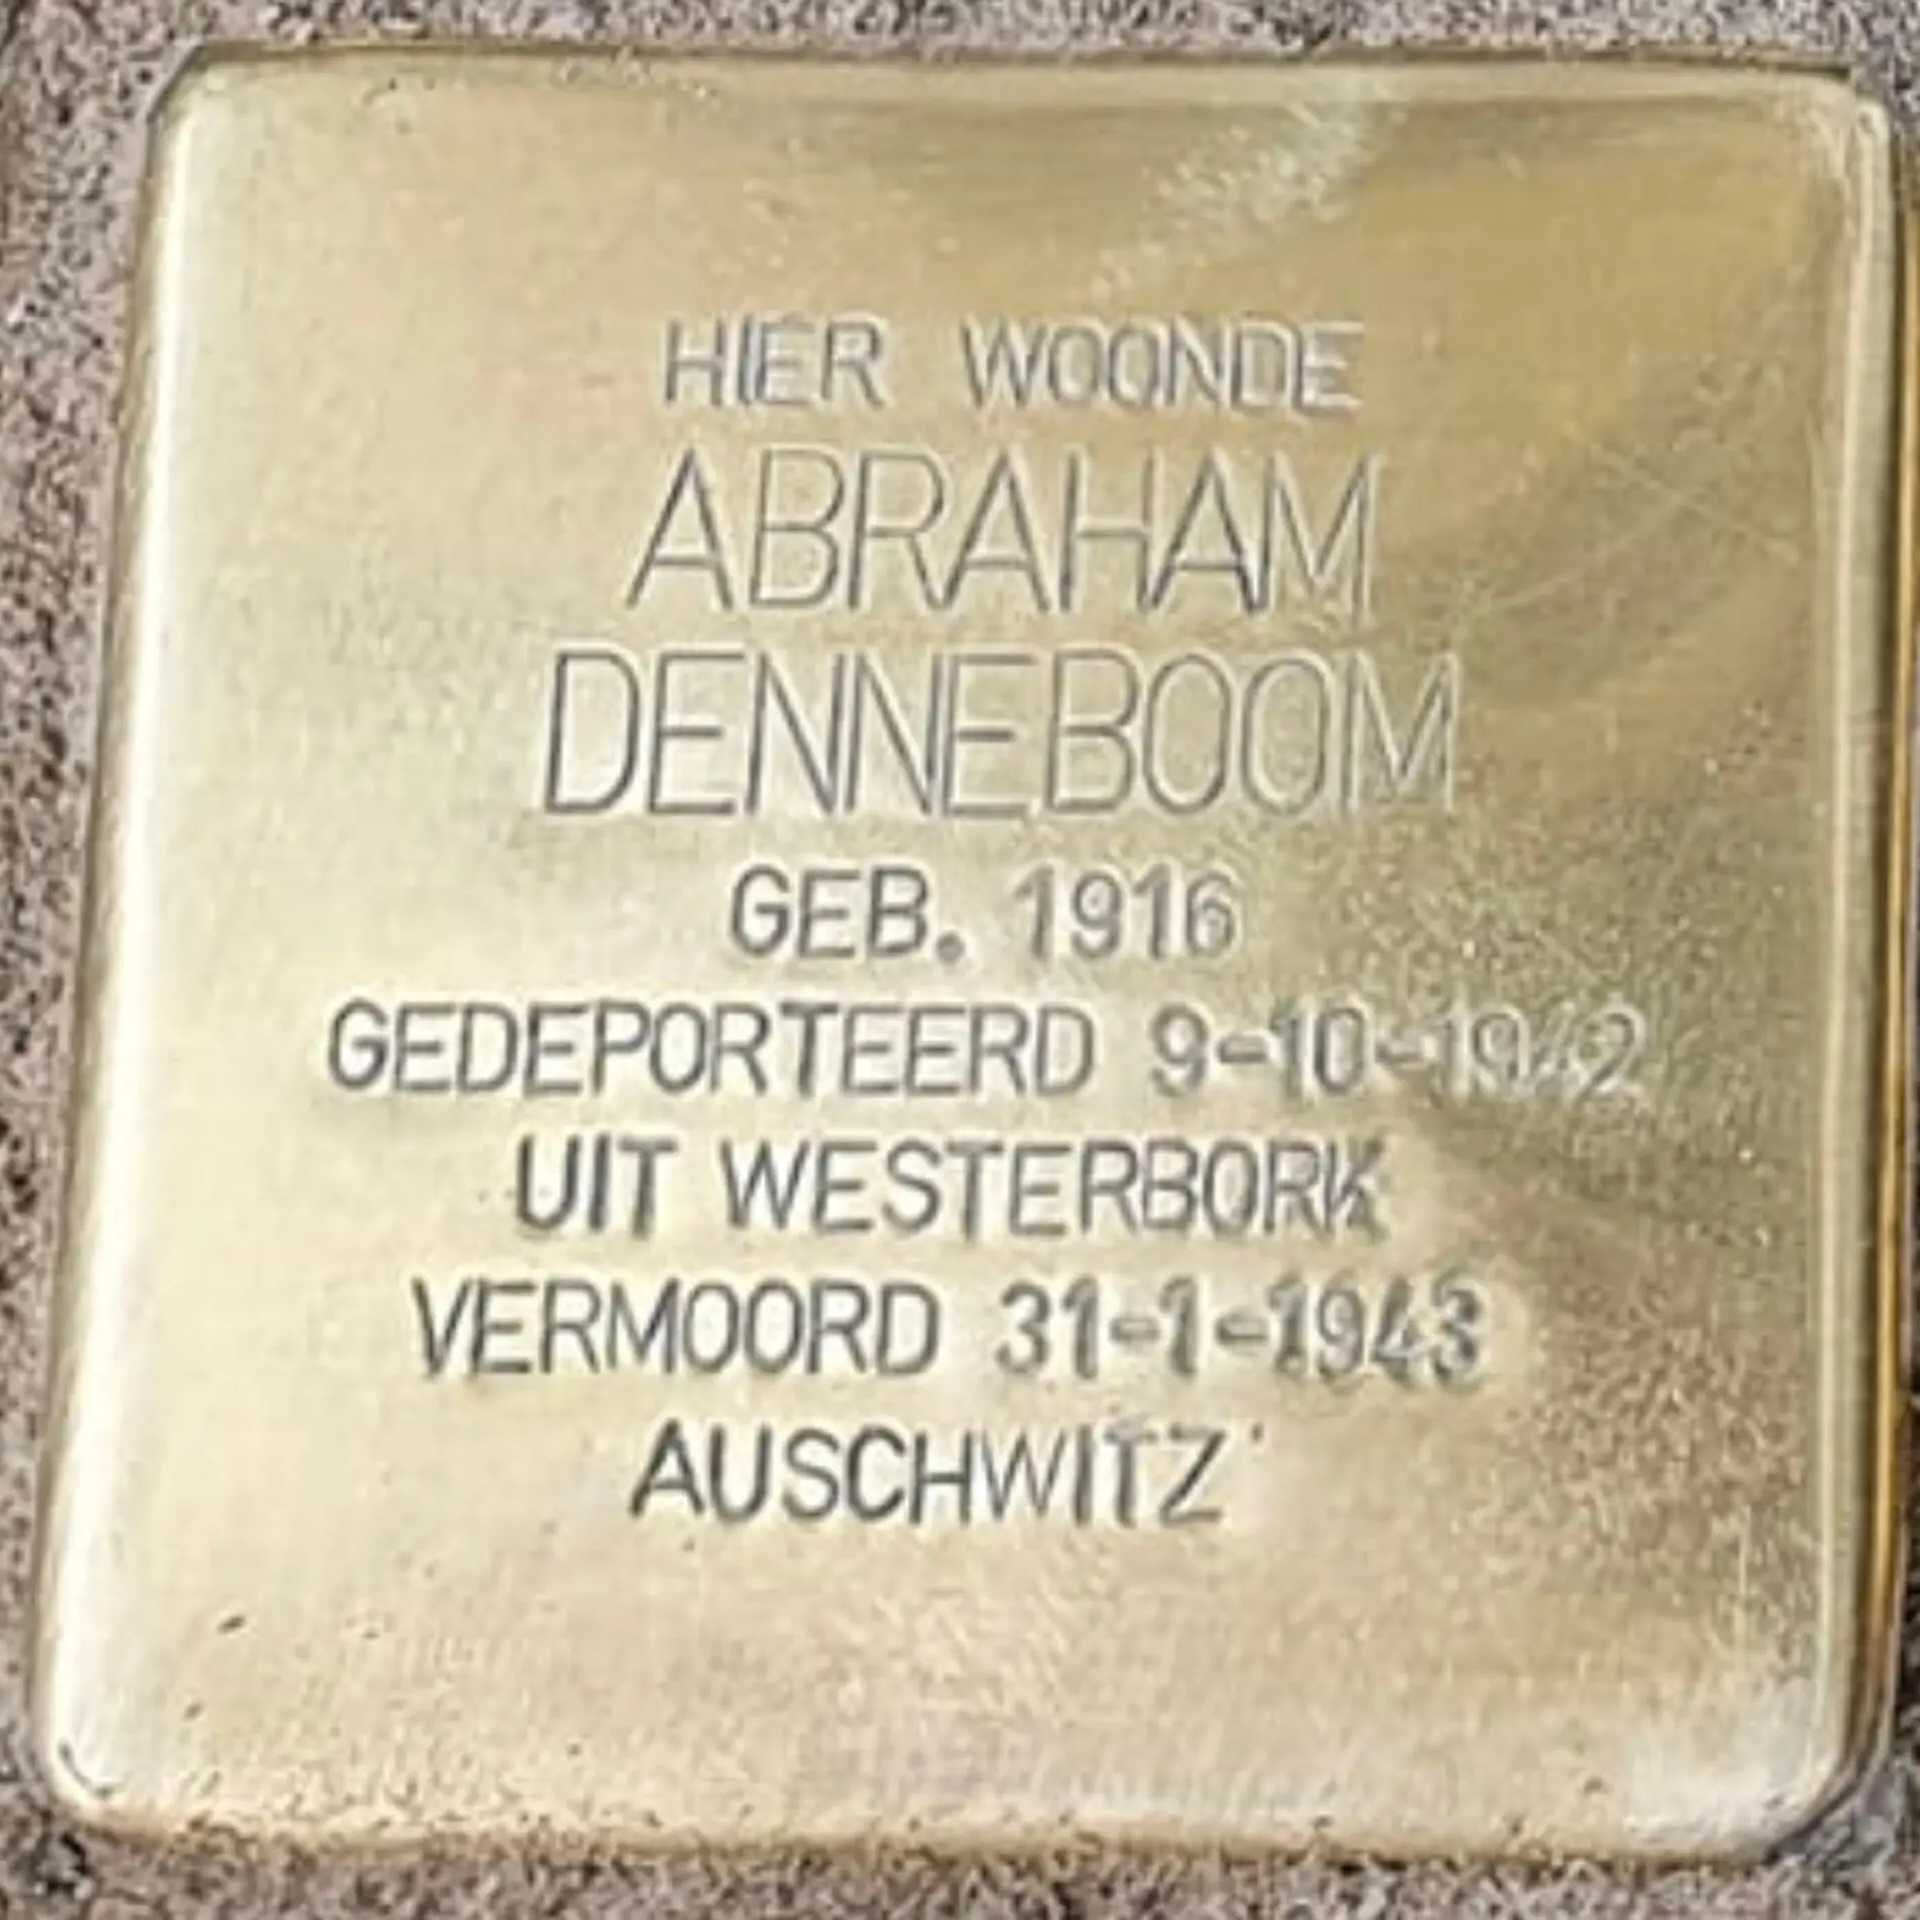 HIER WOONDE
ABRAHAM
DENNEBOOM
GEB. 1916
GEDEPORTEERD 9-10-1942
UIT WESTERBORK
VERMOORD 31-1-1943
AUSCHWITZ